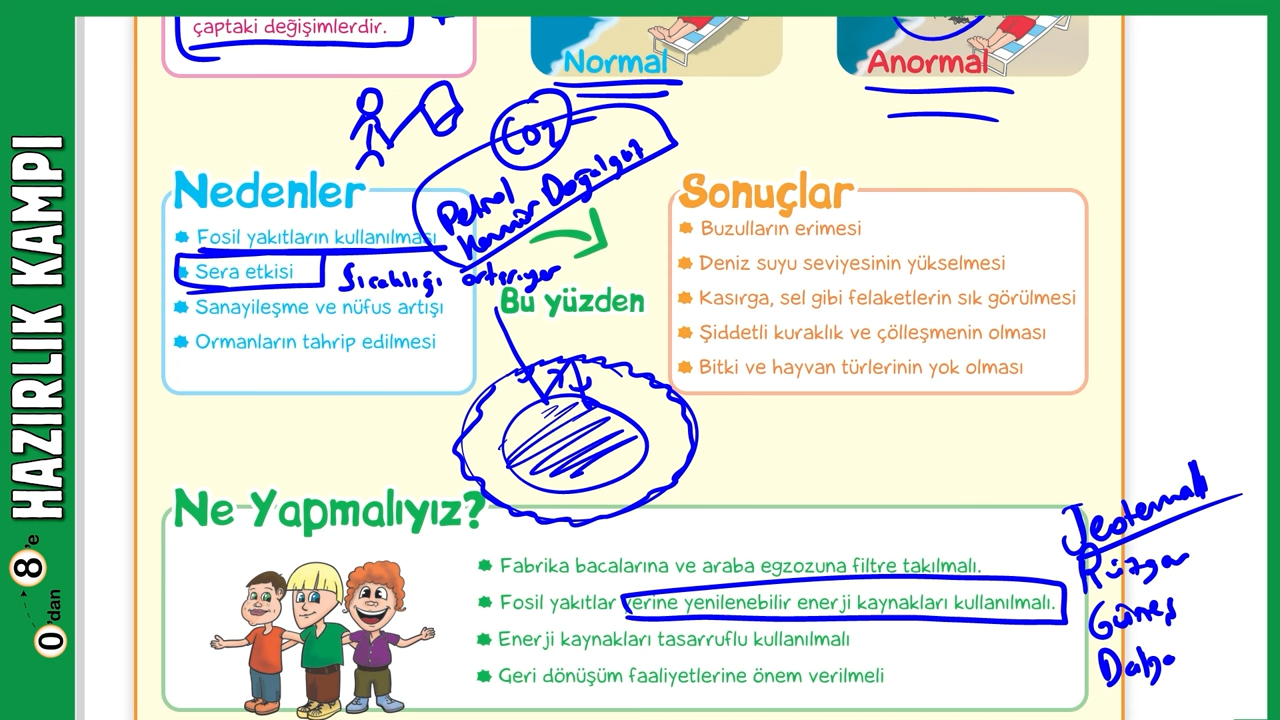 çaptaki değişimlerdir.
Normal
Anormal
CO2
Petrol
Kömür Doğalgaz
Nedenler
Fosil yakıtların kullanılması
Sera etkisi
Sıcaklığı artırıyor
Sanayileşme ve nüfus artışı
Ormanların tahrip edilmesi
Bu yüzden
Sonuçlar
Buzulların erimesi
Deniz suyu seviyesinin yükselmesi
Kasırga, sel gibi felaketlerin sık görülmesi
Şiddetli kuraklık ve çölleşmenin olması
Bitki ve hayvan türlerinin yok olması
Ne Yapmalıyız?
Fabrika bacalarına ve araba egzozuna filtre takılmalı.
Fosil yakıtlar yerine yenilenebilir enerji kaynakları kullanılmalı.
Enerji kaynakları tasarruflu kullanılmalı
Geri dönüşüm faaliyetlerine önem verilmeli
Jeotermal
Rüzgar
Güneş
Dalga
0'dan 8'e
HAZIRLIK KAMPI